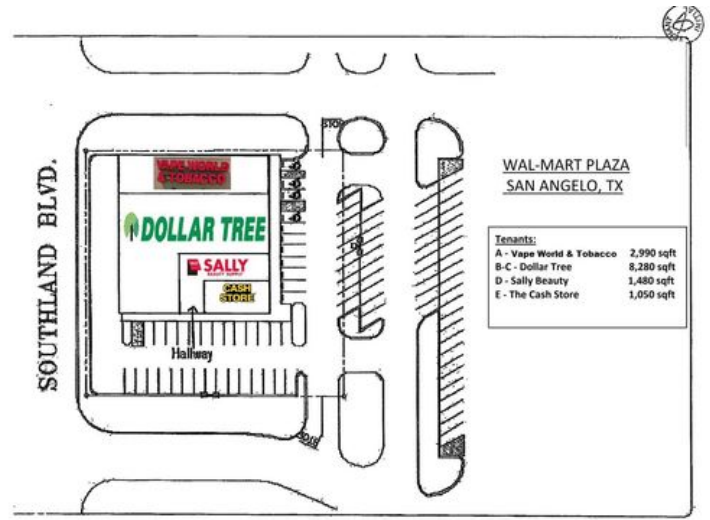 WAL-MART PLAZA
SAN ANGELO, TX
Tenants:
A - Vape World & Tobacco 2,990 sqft
B-C - Dollar Tree 8,280 sqft
D - Sally Beauty 1,480 sqft
E - The Cash Store 1,050 sqft
SOUTHLAND BLVD.
VAPE WORLD
& TOBACCO
DOLLAR TREE
SALLY
BEAUTY SUPPLY
CASH
STORE
Hallway
STOP
STOP